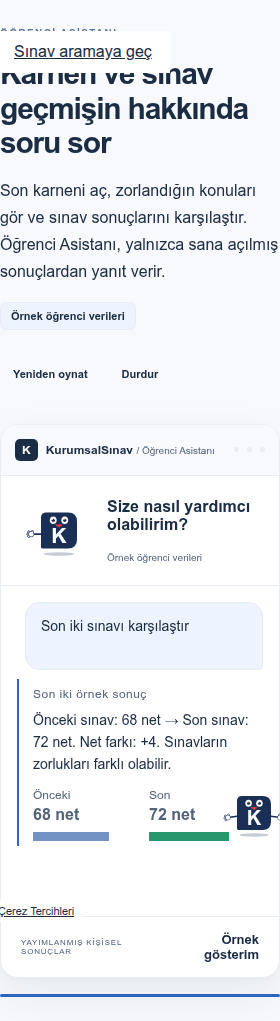 ÖĞRENCİ ASİSTANI
Sınav aramaya geç
Karnen ve sınav
geçmişin hakkında
soru sor
Son karneni aç, zorlandığın konuları
gör ve sınav sonuçlarını karşılaştır.
Öğrenci Asistanı, yalnızca sana açılmış
sonuçlardan yanıt verir.
Örnek öğrenci verileri
Yeniden oynat Durdur
K KurumsalSınav / Öğrenci Asistanı
Size nasıl yardımcı
olabilirim?
K
Örnek öğrenci verileri
Son iki sınavı karşılaştır
Son iki örnek sonuç
Önceki sınav: 68 net → Son sınav:
72 net. Net farkı: +4. Sınavların
zorlukları farklı olabilir.
Önceki Son
68 net 72 net
K
Çerez Tercihleri
YAYIMLANMIŞ KİŞİSEL
SONUÇLAR
Örnek
gösterim